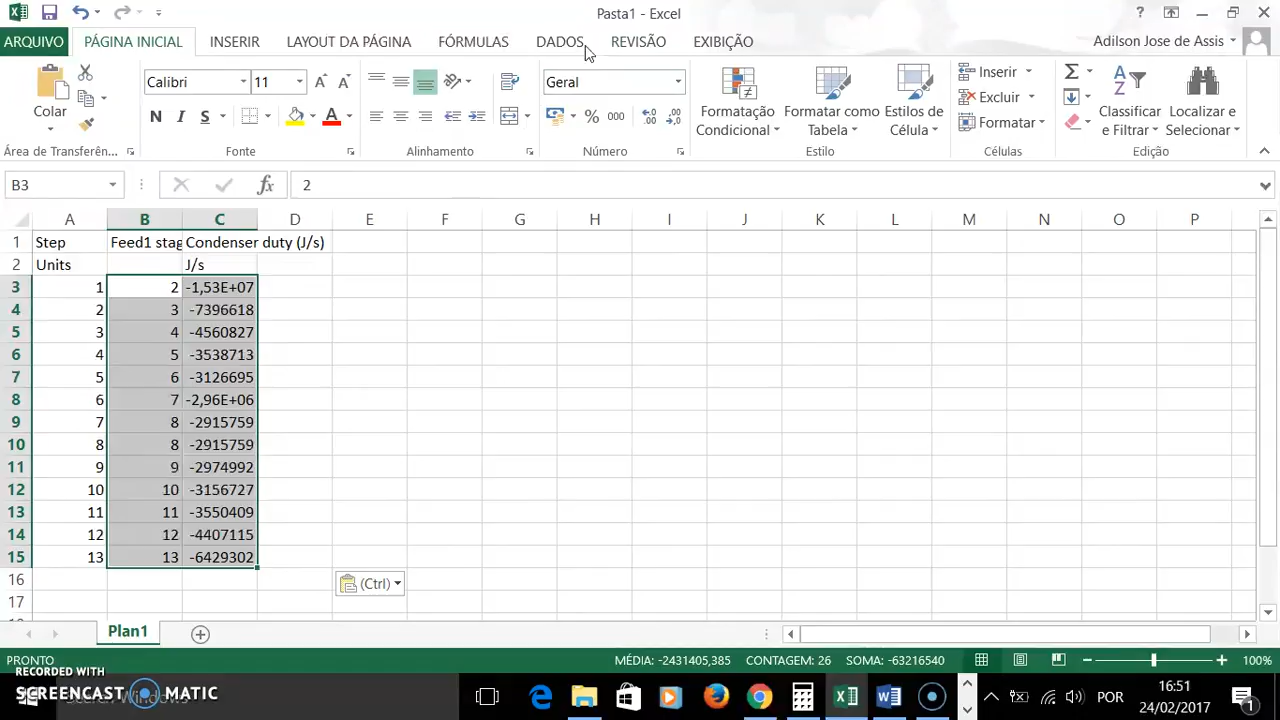 Pasta1 - Excel
?
ARQUIVO PÁGINA INICIAL INSERIR LAYOUT DA PÁGINA FÓRMULAS DADOS REVISÃO EXIBIÇÃO Adilson Jose de Assis
Colar
Calibri 11
N I S A
Geral
% 000
Formatação Condicional
Formatar como Tabela
Estilos de Célula
Inserir
Excluir
Formatar
Classificar e Filtrar
Localizar e Selecionar
Área de Transferên... Fonte Alinhamento Número Estilo Células Edição
B3 fx 2
A B C D E F G H I J K L M N O P
1 Step Feed1 stag Condenser duty (J/s)
2 Units J/s
3 1 2 -1,53E+07
4 2 3 -7396618
5 3 4 -4560827
6 4 5 -3538713
7 5 6 -3126695
8 6 7 -2,96E+06
9 7 8 -2915759
10 8 8 -2915759
11 9 9 -2974992
12 10 10 -3156727
13 11 11 -3550409
14 12 12 -4407115
15 13 13 -6429302
16 (Ctrl)
17
Plan1
PRONTO MÉDIA: -2431405,385 CONTAGEM: 26 SOMA: -63216540 100%
RECORDED WITH
SCREENCAST MATIC
POR 16:51
24/02/2017
1